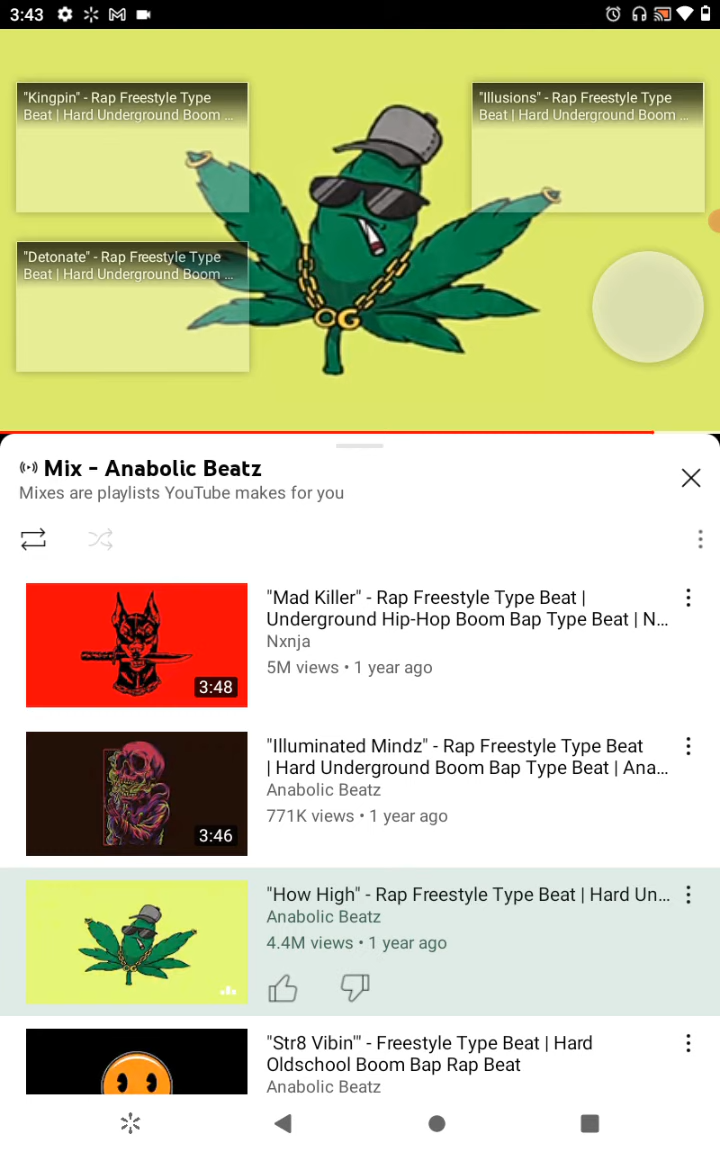 3:43
"Kingpin" - Rap Freestyle Type
Beat | Hard Underground Boom ...
"Illusions" - Rap Freestyle Type
Beat | Hard Underground Boom ...
"Detonate" - Rap Freestyle Type
Beat | Hard Underground Boom ...
OG
Mix - Anabolic Beatz
Mixes are playlists YouTube makes for you
"Mad Killer" - Rap Freestyle Type Beat |
Underground Hip-Hop Boom Bap Type Beat | N...
Nxnja
5M views • 1 year ago
3:48
"Illuminated Mindz" - Rap Freestyle Type Beat
| Hard Underground Boom Bap Type Beat | Ana...
Anabolic Beatz
771K views • 1 year ago
3:46
"How High" - Rap Freestyle Type Beat | Hard Un...
Anabolic Beatz
4.4M views • 1 year ago
"Str8 Vibin'" - Freestyle Type Beat | Hard
Oldschool Boom Bap Rap Beat
Anabolic Beatz